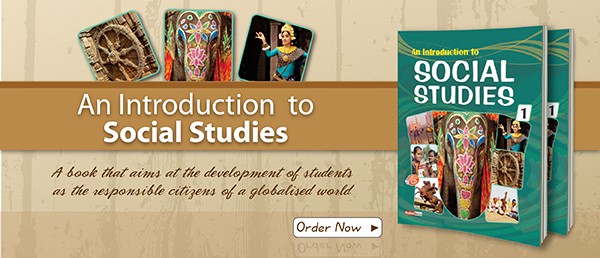 An Introduction to
Social Studies
A book that aims at the development of students
as the responsible citizens of a globalised world.
Order Now
An Introduction to
SOCIAL
STUDIES
1